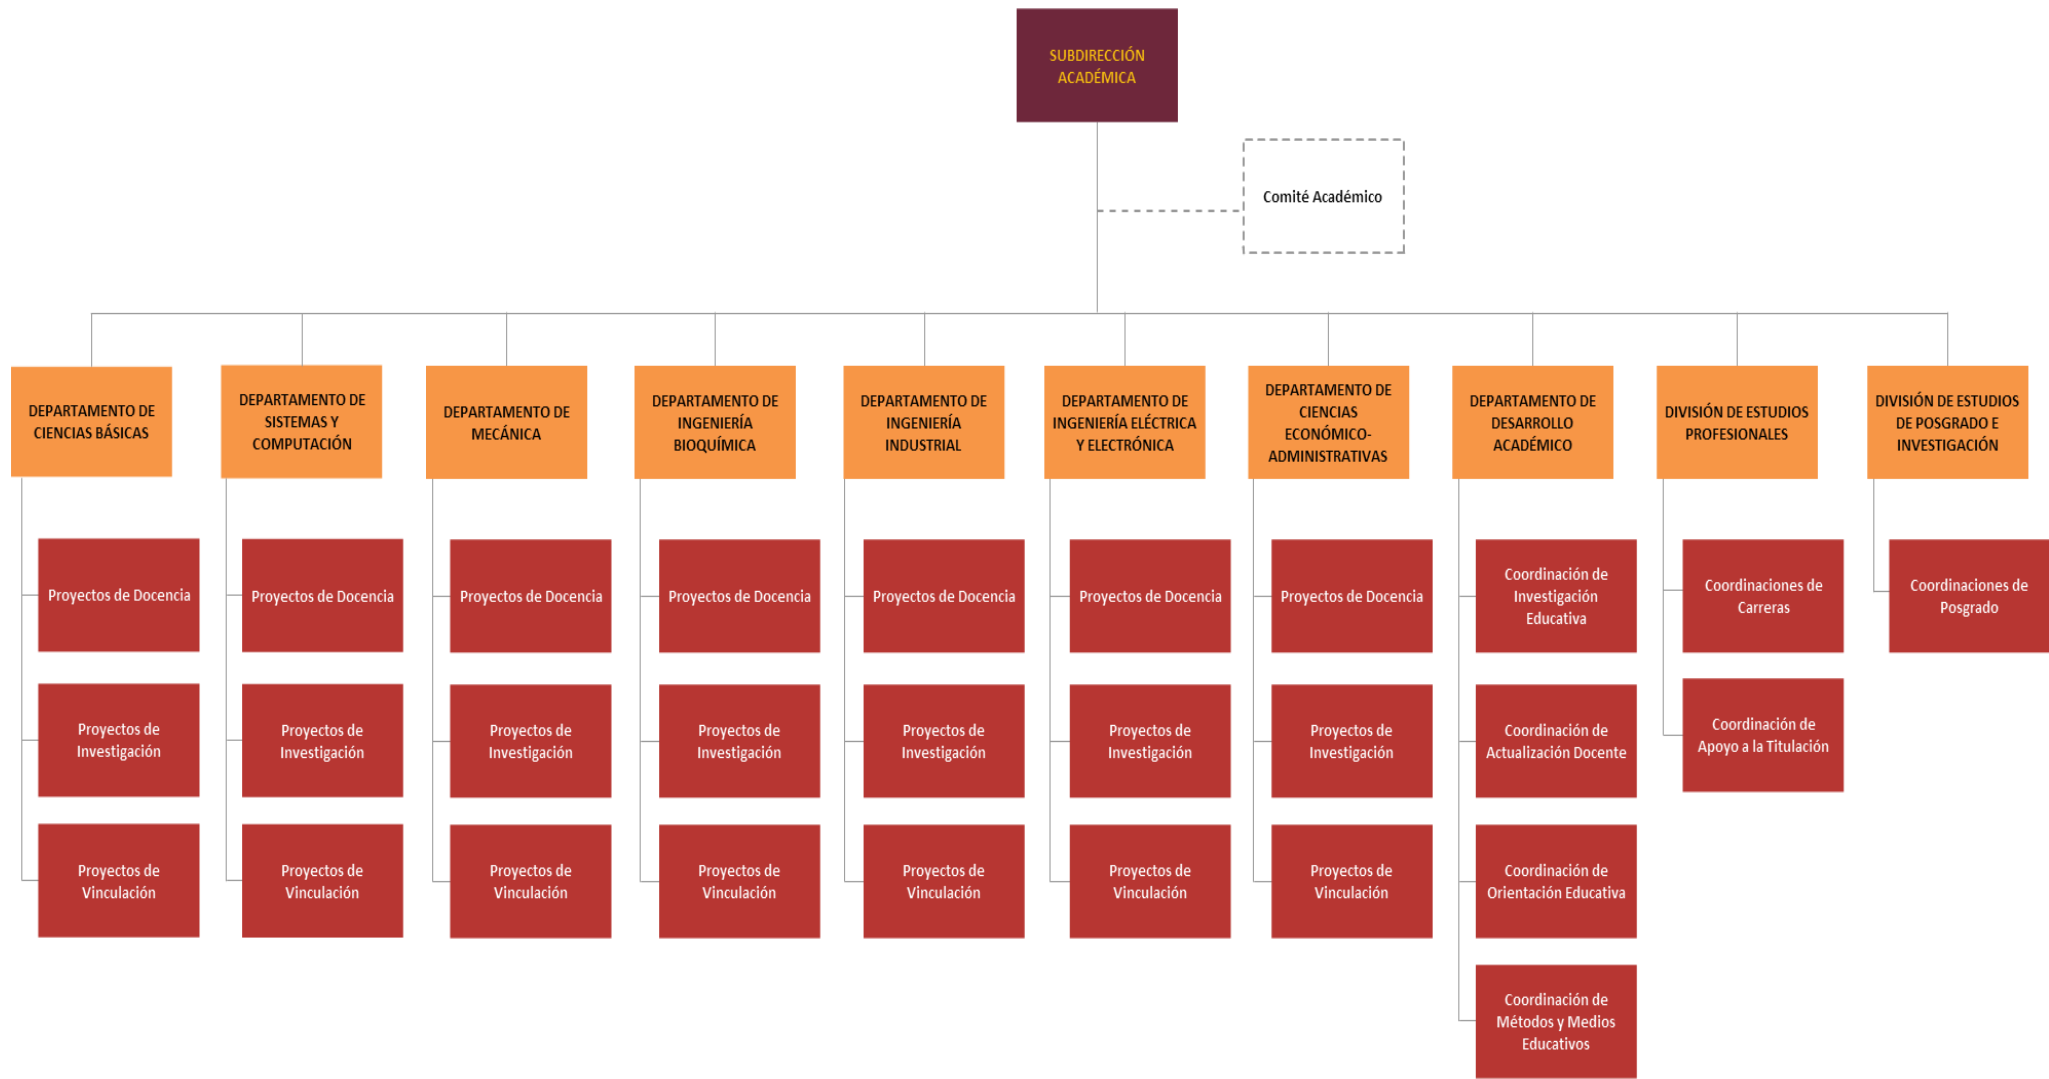 SUBDIRECCIÓN
ACADÉMICA
Comité Académico
DEPARTAMENTO DE
CIENCIAS BÁSICAS
DEPARTAMENTO DE
SISTEMAS Y
COMPUTACIÓN
DEPARTAMENTO DE
MECÁNICA
DEPARTAMENTO DE
INGENIERÍA
BIOQUÍMICA
DEPARTAMENTO DE
INGENIERÍA
INDUSTRIAL
DEPARTAMENTO DE
INGENIERÍA ELÉCTRICA
Y ELECTRÓNICA
DEPARTAMENTO DE
CIENCIAS
ECONÓMICO-
ADMINISTRATIVAS
DEPARTAMENTO DE
DESARROLLO
ACADÉMICO
DIVISIÓN DE ESTUDIOS
PROFESIONALES
DIVISIÓN DE ESTUDIOS
DE POSGRADO E
INVESTIGACIÓN
Proyectos de Docencia
Proyectos de Docencia
Proyectos de Docencia
Proyectos de Docencia
Proyectos de Docencia
Proyectos de Docencia
Proyectos de Docencia
Coordinación de
Investigación
Educativa
Coordinaciones de
Carreras
Coordinaciones de
Posgrado
Proyectos de
Investigación
Proyectos de
Investigación
Proyectos de
Investigación
Proyectos de
Investigación
Proyectos de
Investigación
Proyectos de
Investigación
Proyectos de
Investigación
Coordinación de
Actualización Docente
Coordinación de
Apoyo a la Titulación
Proyectos de
Vinculación
Proyectos de
Vinculación
Proyectos de
Vinculación
Proyectos de
Vinculación
Proyectos de
Vinculación
Proyectos de
Vinculación
Proyectos de
Vinculación
Coordinación de
Orientación Educativa
Coordinación de
Métodos y Medios
Educativos